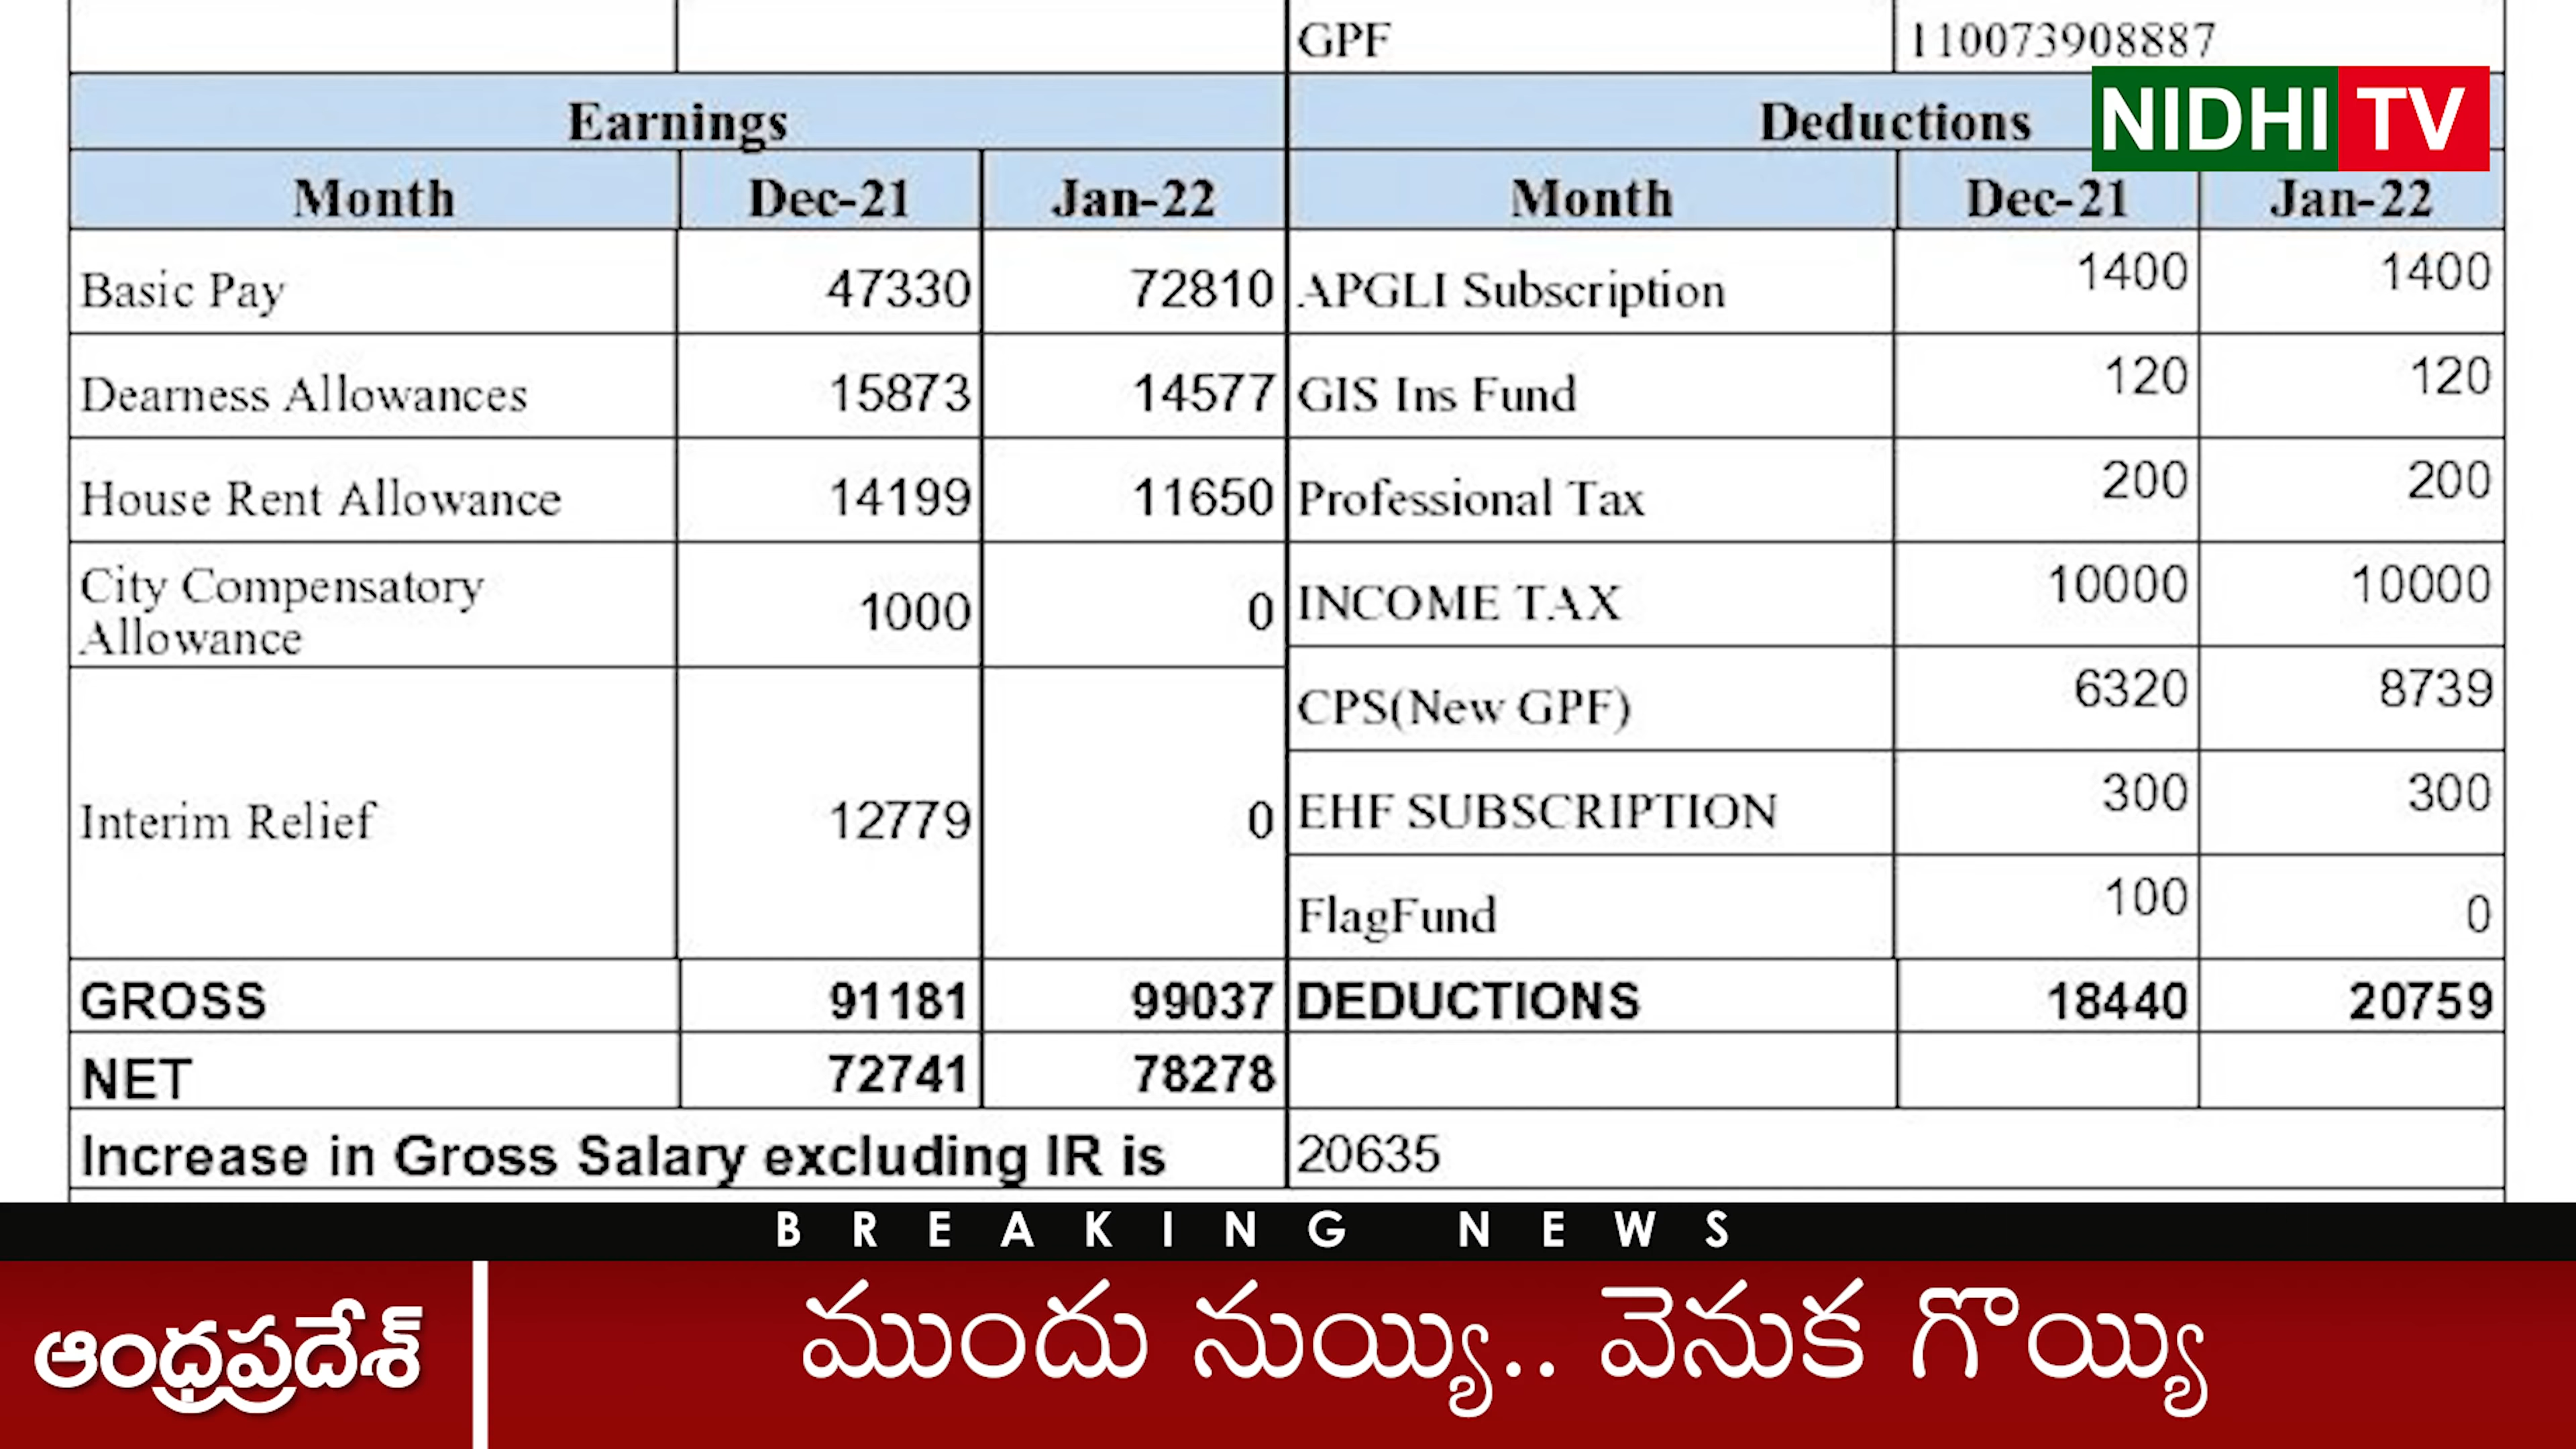 GPF 110073908887
NIDHI TV
Earnings Deductions
Month Dec-21 Jan-22 Month Dec-21 Jan-22
Basic Pay 47330 72810 APGLI Subscription 1400 1400
Dearness Allowances 15873 14577 GIS Ins Fund 120 120
House Rent Allowance 14199 11650 Professional Tax 200 200
City Compensatory
Allowance 1000 0 INCOME TAX 10000 10000
CPS(New GPF) 6320 8739
Interim Relief 12779 0 EHF SUBSCRIPTION 300 300
FlagFund 100 0
GROSS 91181 99037 DEDUCTIONS 18440 20759
NET 72741 78278
Increase in Gross Salary excluding IR is 20635
BREAKING NEWS
ఆంధ్రప్రదేశ్ ముందు నుయ్యి.. వెనుక గొయ్యి